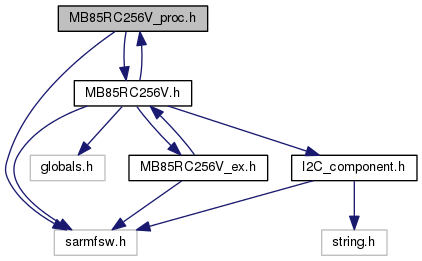 MB85RC256V_proc.h
MB85RC256V.h
globals.h
MB85RC256V_ex.h
I2C_component.h
sarmfsw.h
string.h